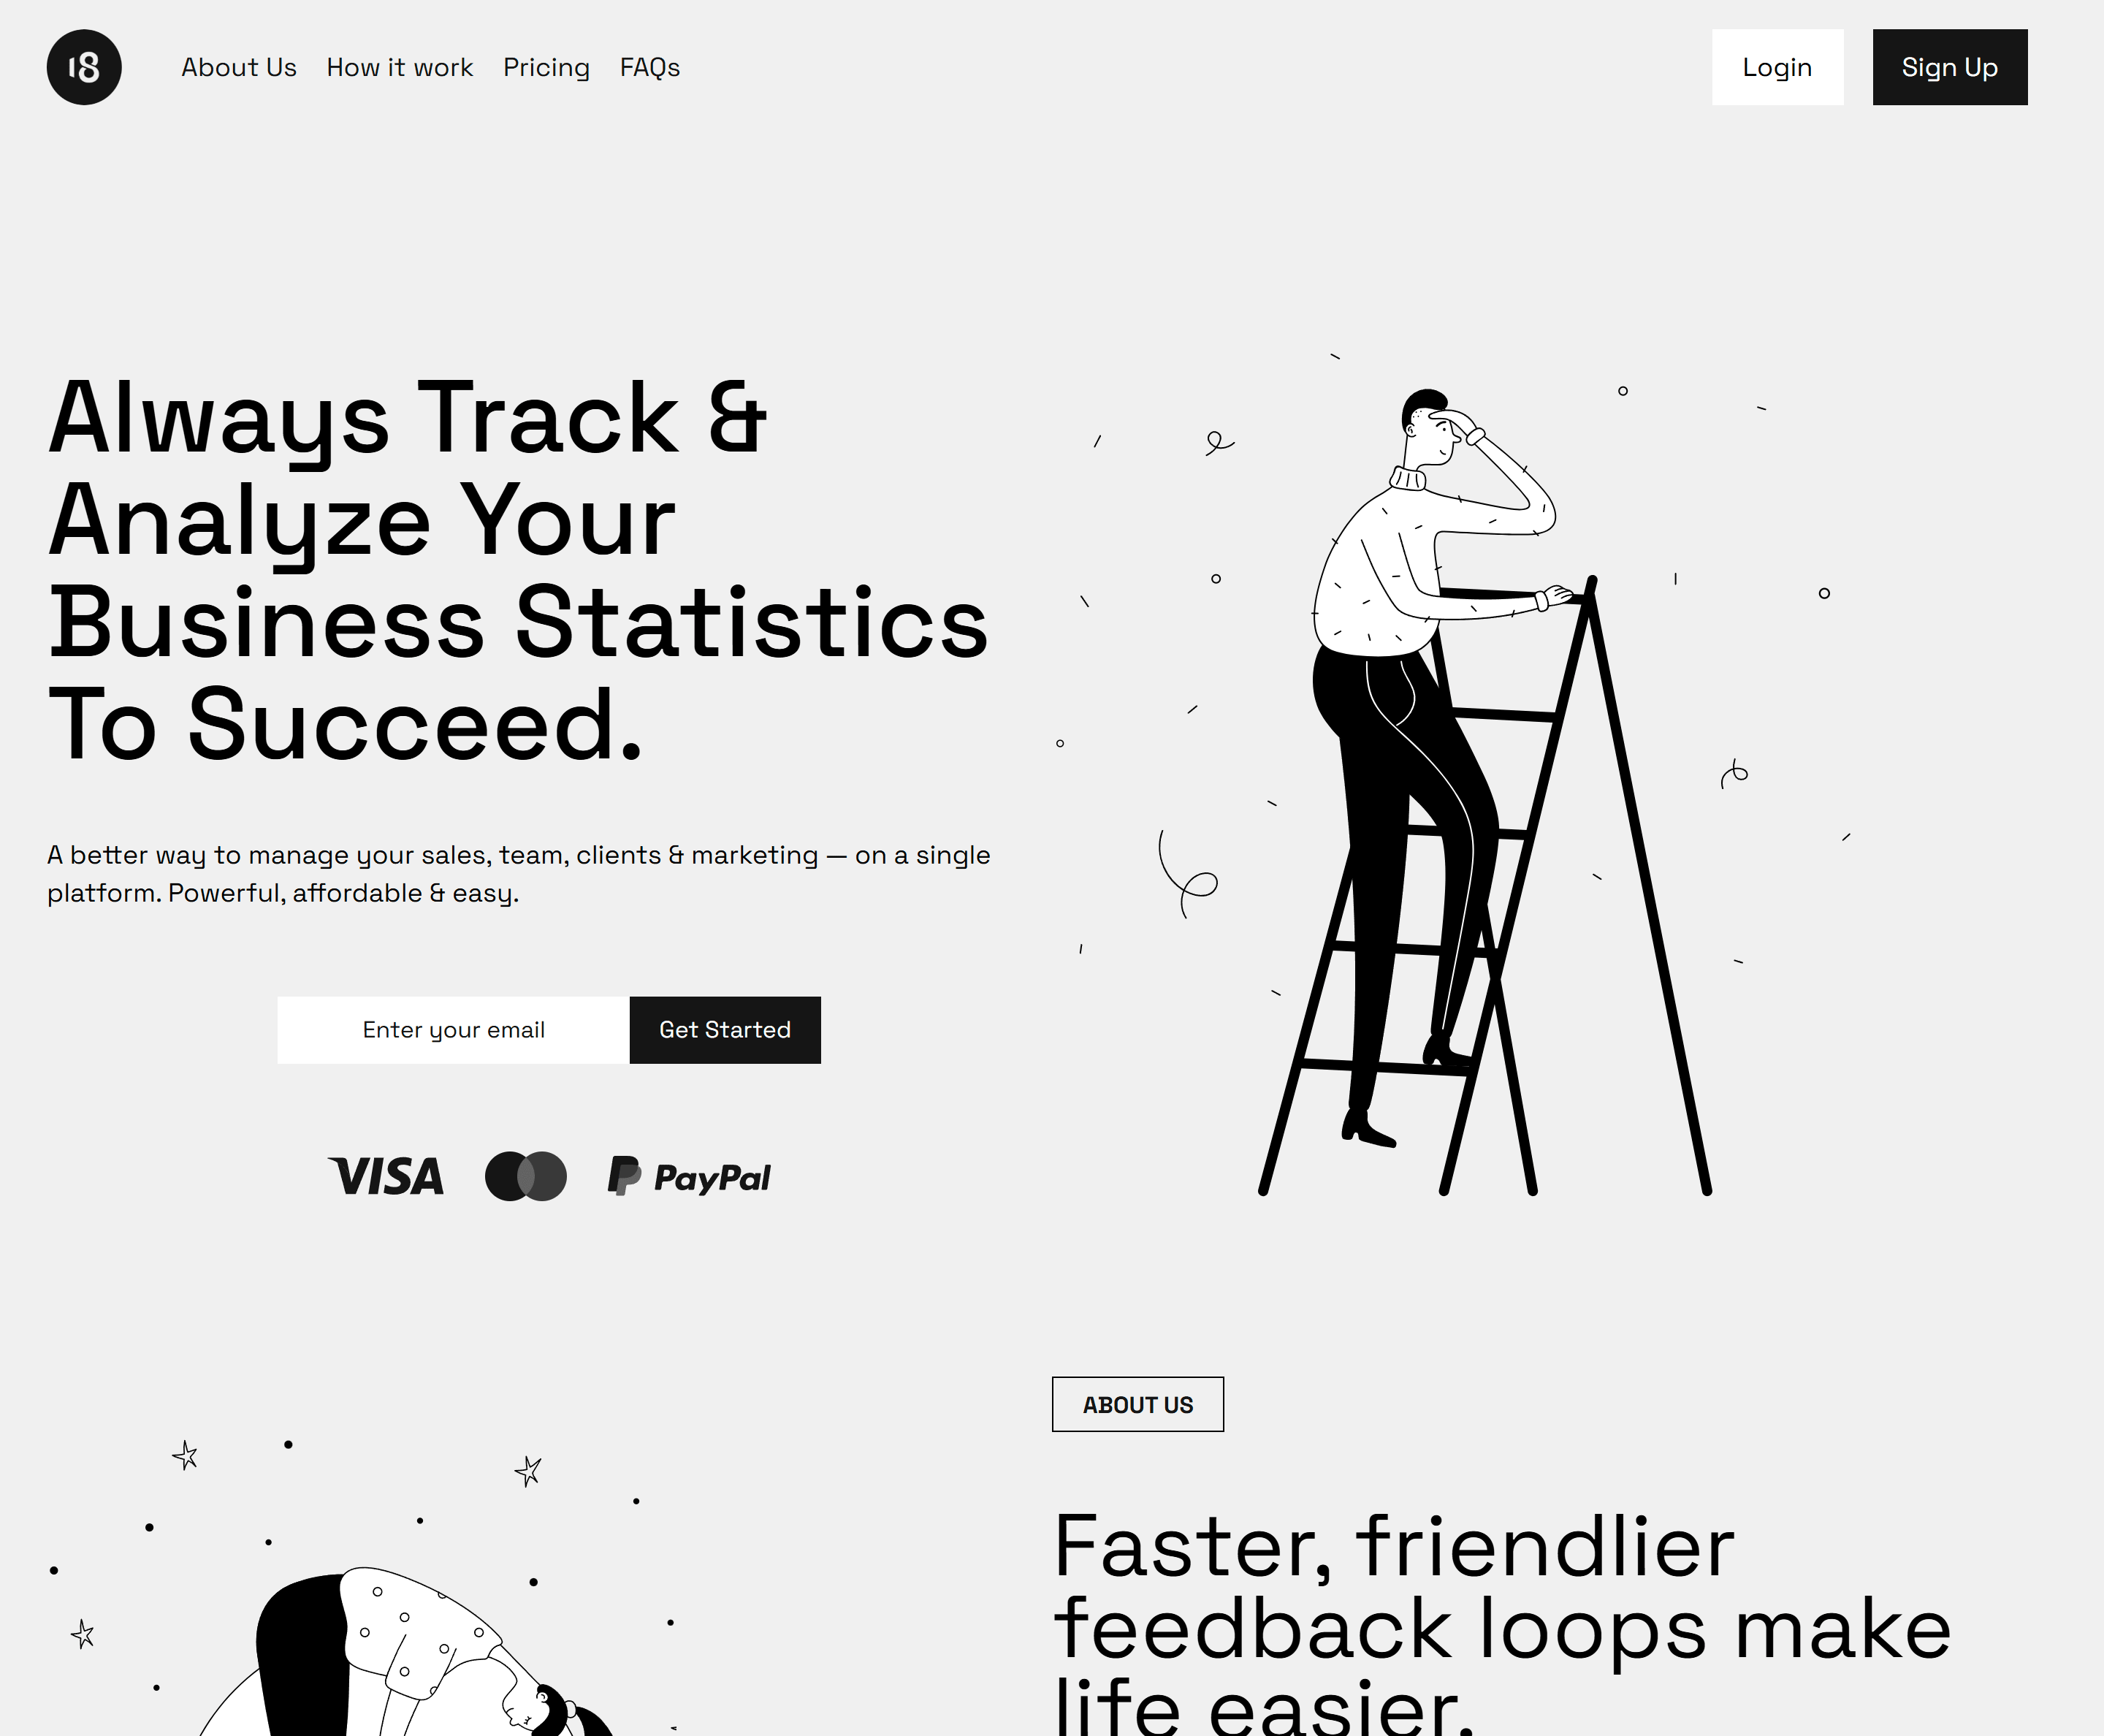 18
About Us How it work Pricing FAQs
Login
Sign Up
Always Track &
Analyze Your
Business Statistics
To Succeed.
A better way to manage your sales, team, clients & marketing — on a single
platform. Powerful, affordable & easy.
Enter your email
Get Started
VISA
PayPal
ABOUT US
Faster, friendlier
feedback loops make
life easier.